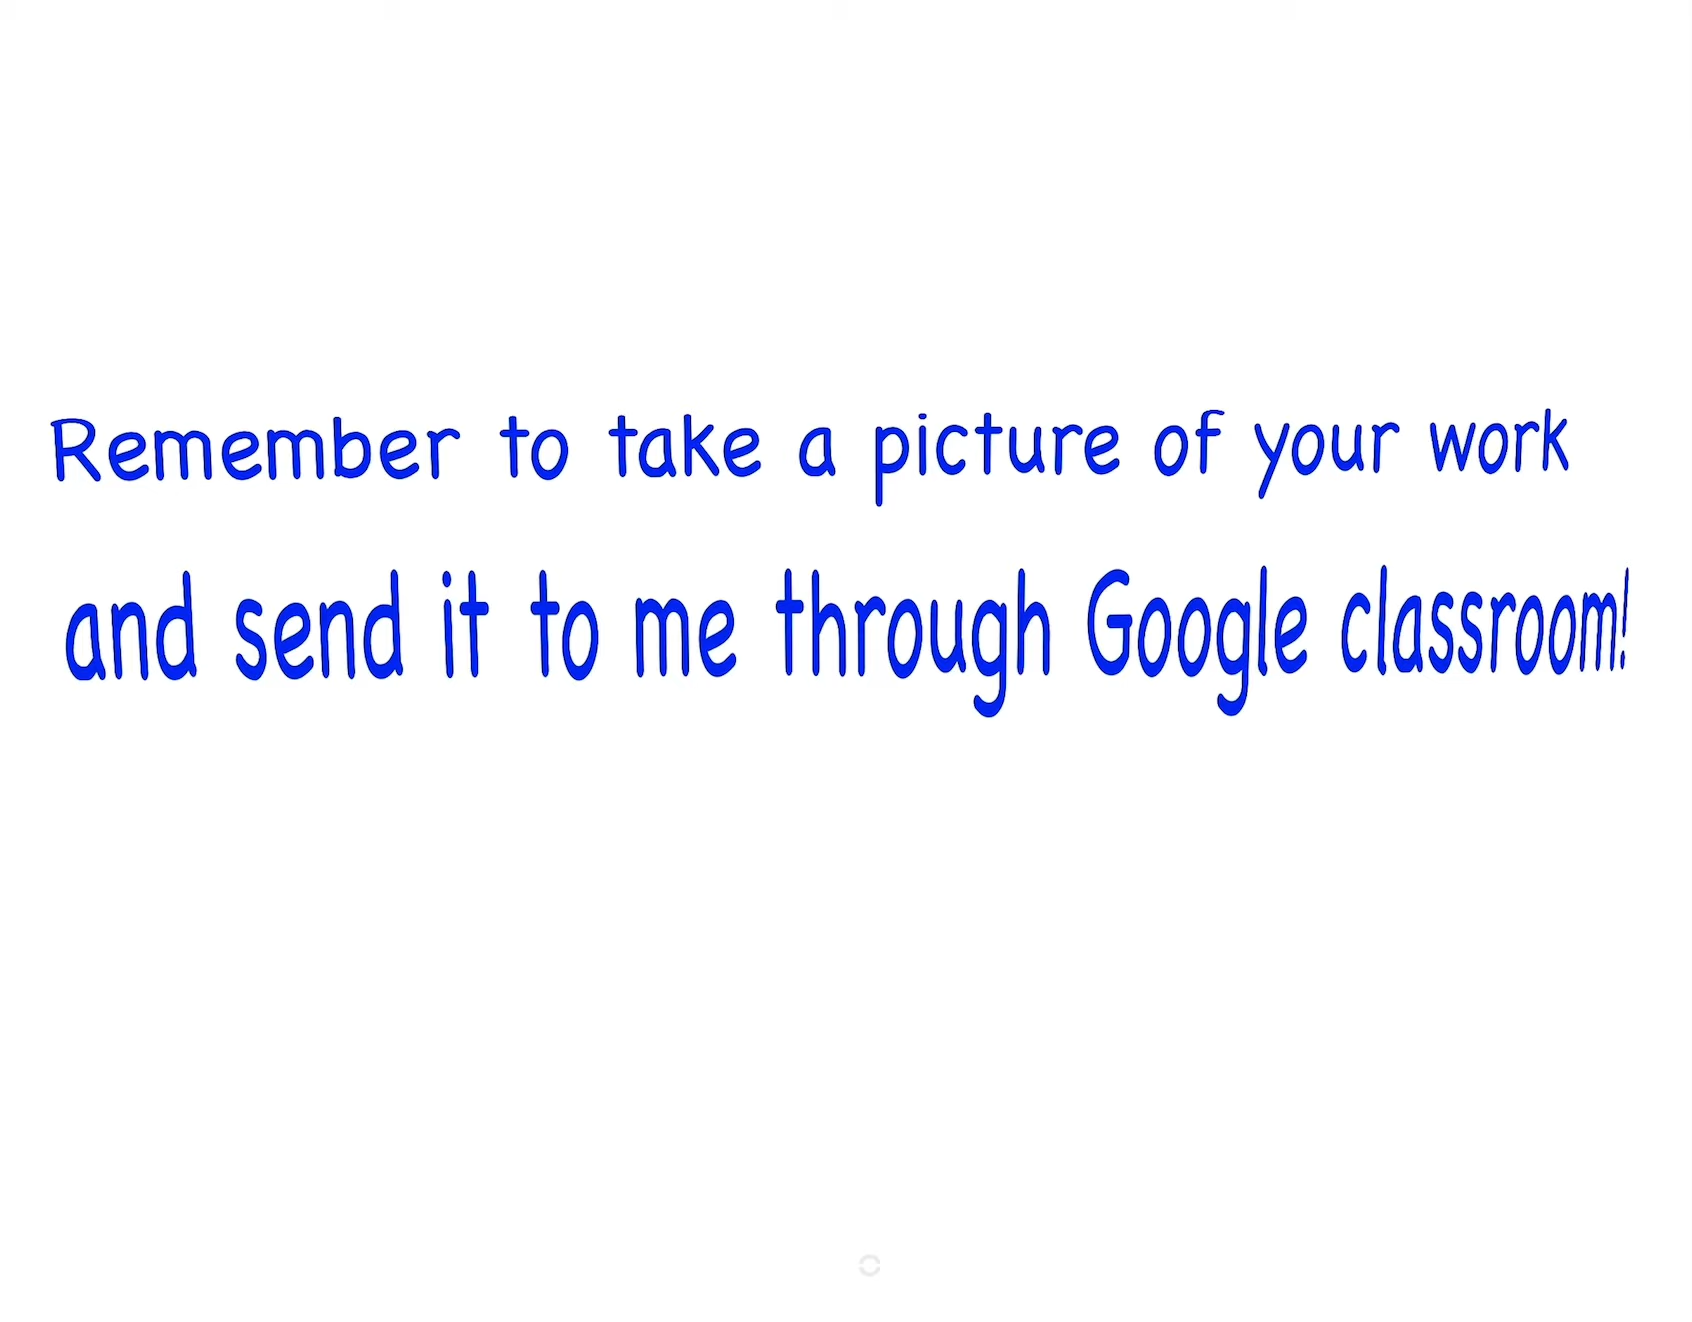 Remember to take a picture of your work
and send it to me through Google classroom!